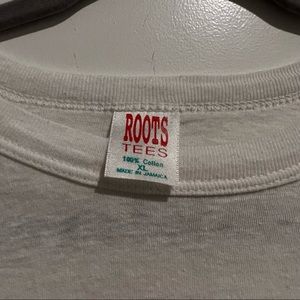 ROOTS
TEES
100% Cotton
XL
MADE IN JAMAICA